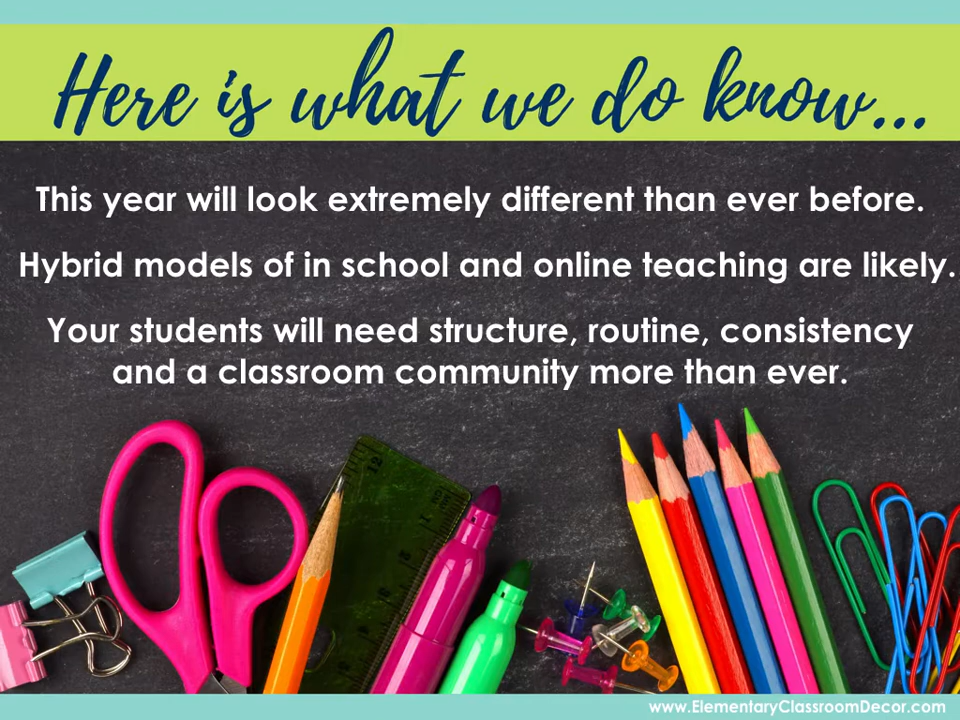 Here is what we do know...
This year will look extremely different than ever before.
Hybrid models of in school and online teaching are likely.
Your students will need structure, routine, consistency
and a classroom community more than ever.
www.ElementaryClassroomDecor.com